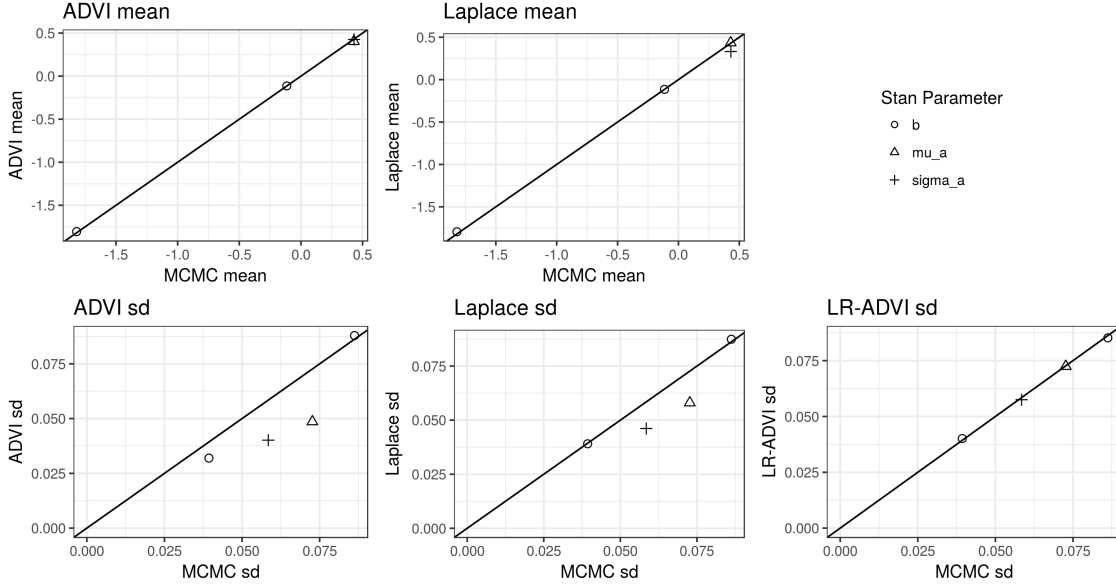 ADVI mean
ADVI mean
0.5
0.0
-0.5
-1.0
-1.5
-1.5 -1.0 -0.5 0.0 0.5
MCMC mean
Laplace mean
Laplace mean
0.5
0.0
-0.5
-1.0
-1.5
-1.5 -1.0 -0.5 0.0 0.5
MCMC mean
Stan Parameter
b
mu_a
sigma_a
ADVI sd
ADVI sd
0.075
0.050
0.025
0.000
0.000 0.025 0.050 0.075
MCMC sd
Laplace sd
Laplace sd
0.075
0.050
0.025
0.000
0.000 0.025 0.050 0.075
MCMC sd
LR-ADVI sd
LR-ADVI sd
0.075
0.050
0.025
0.000
0.000 0.025 0.050 0.075
MCMC sd